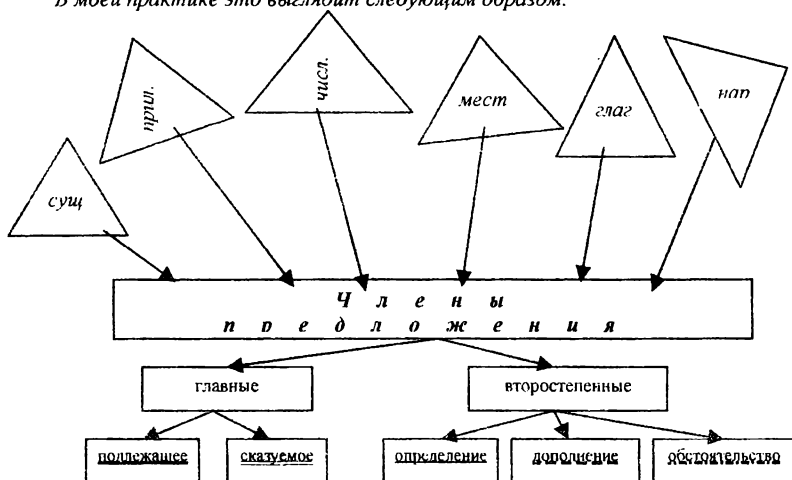 В моей практике это выглядит следующим образом:
прил.
числ.
мест
глаг
нар
сущ
Члены
предложения
главные
второстепенные
подлежащее
сказуемое
определение
дополнение
обстоятельство